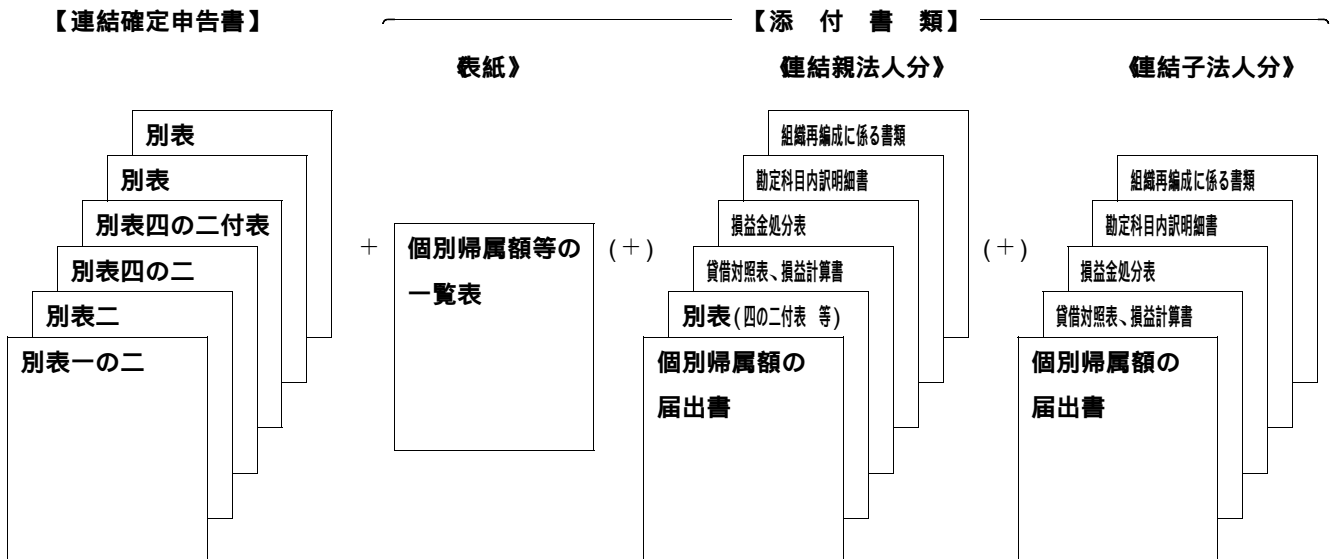 【連結確定申告書】
【添 付 書 類】
《表紙》
《連結親法人分》
《連結子法人分》
別表
別表
別表四の二付表
別表四の二
別表二
別表一の二
+
個別帰属額等の
一覧表
(+)
組織再編成に係る書類
勘定科目内訳明細書
損益金処分表
貸借対照表、損益計算書
別表(四の二付表 等)
個別帰属額の
届出書
(+)
組織再編成に係る書類
勘定科目内訳明細書
損益金処分表
貸借対照表、損益計算書
個別帰属額の
届出書